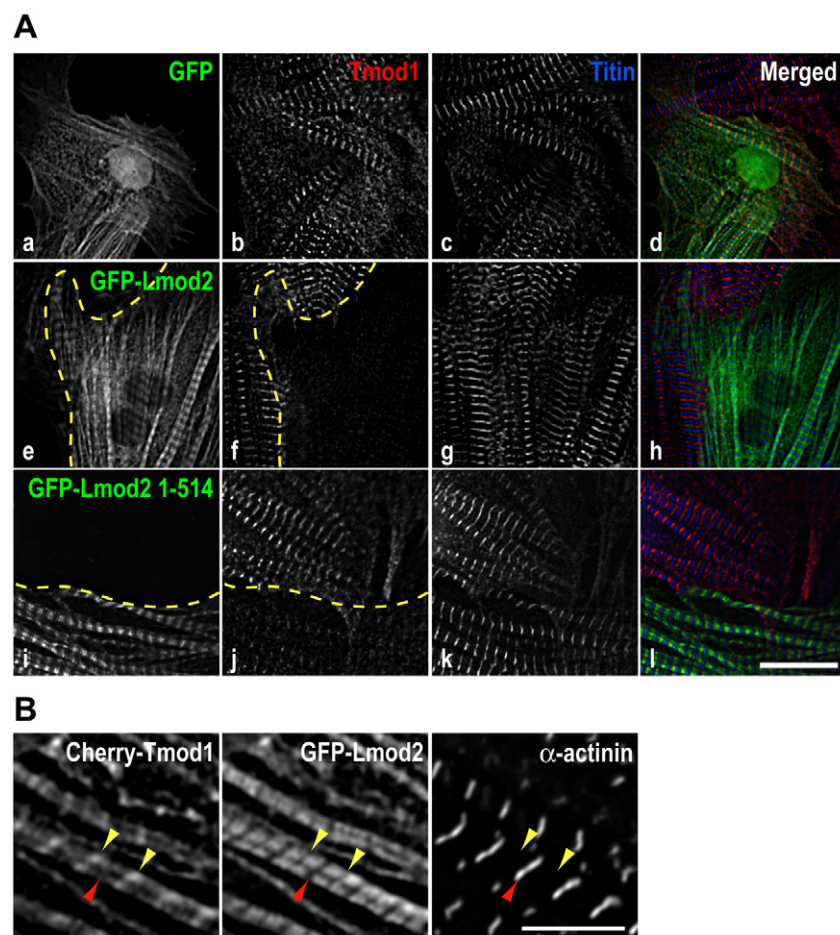 A
GFP Tmod1 Titin Merged
a b c d
GFP-Lmod2
e f g h
GFP-Lmod2 1-514
i j k l
B
Cherry-Tmod1 GFP-Lmod2 α-actinin